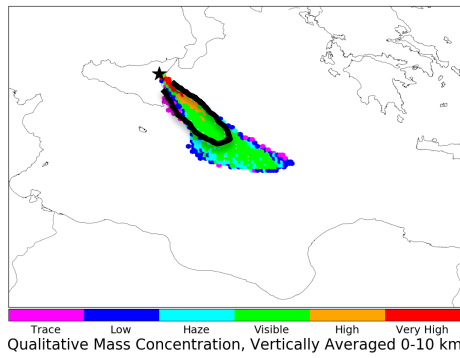 Trace Low Haze Visible High Very High
Qualitative Mass Concentration, Vertically Averaged 0-10 km